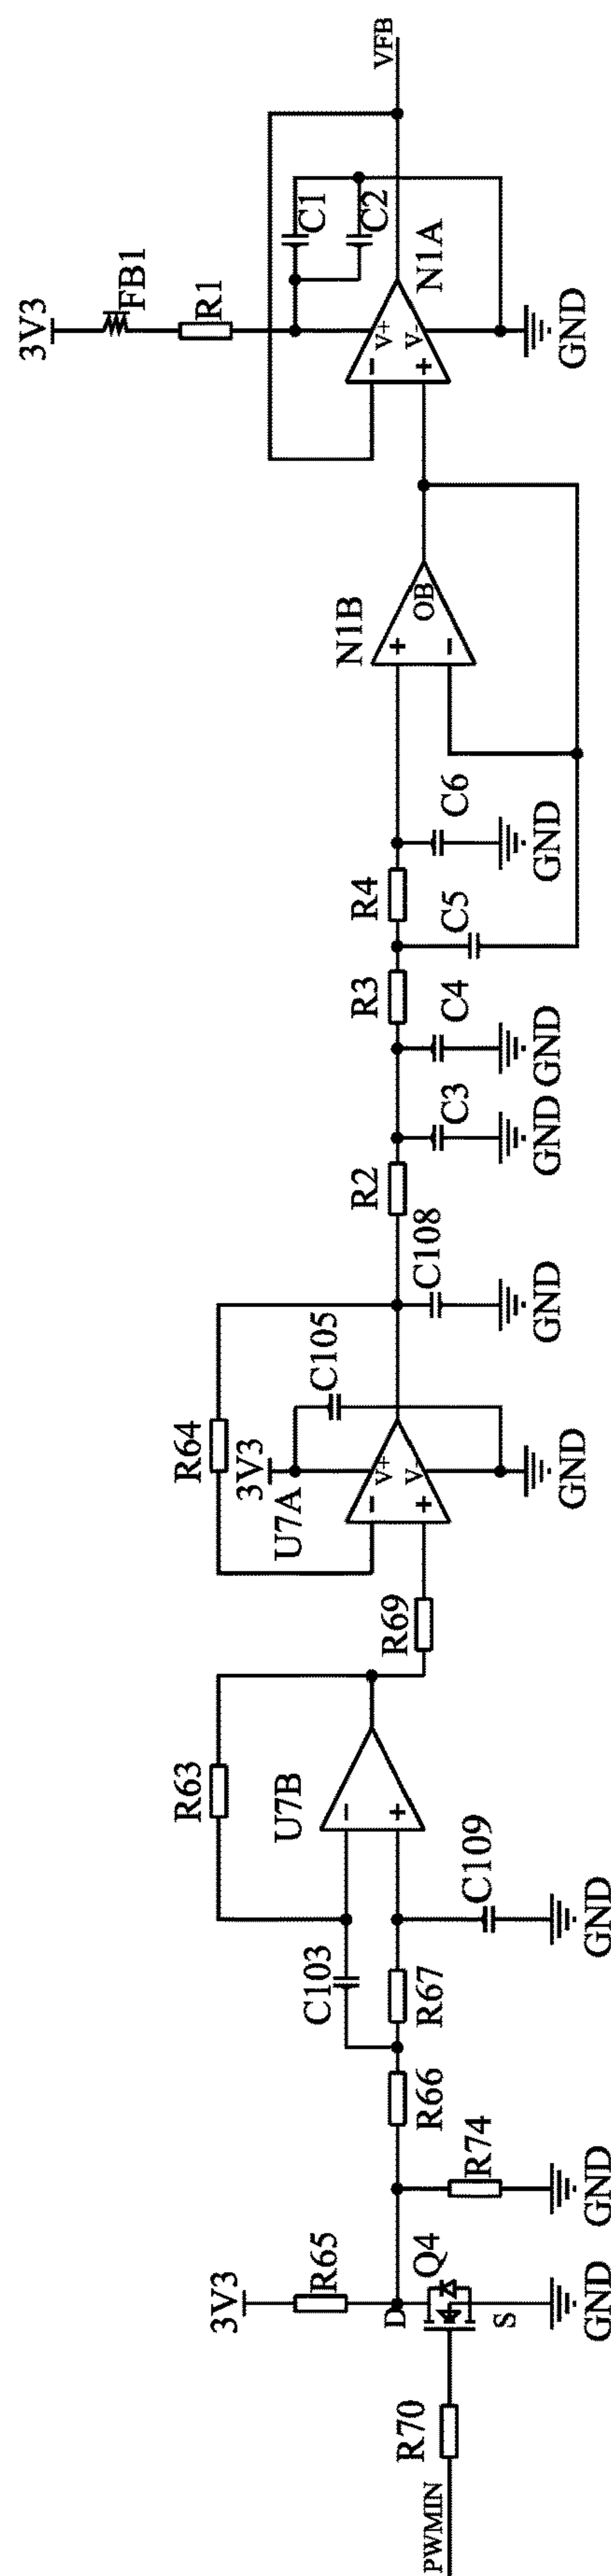 PWMIN
R70
3V3
R65
D
Q4
S
GND
R74
GND
R66
R67
C103
C109
GND
R63
U7B
-
+
R69
R64
3V3
U7A
C105
V+
V-
-
+
GND
C108
GND
R2
C3
GND
C4
GND
R3
C5
R4
C6
GND
N1B
+
-
OB
3V3
FB1
R1
C1
C2
V+
V-
-
+
N1A
GND
VFB